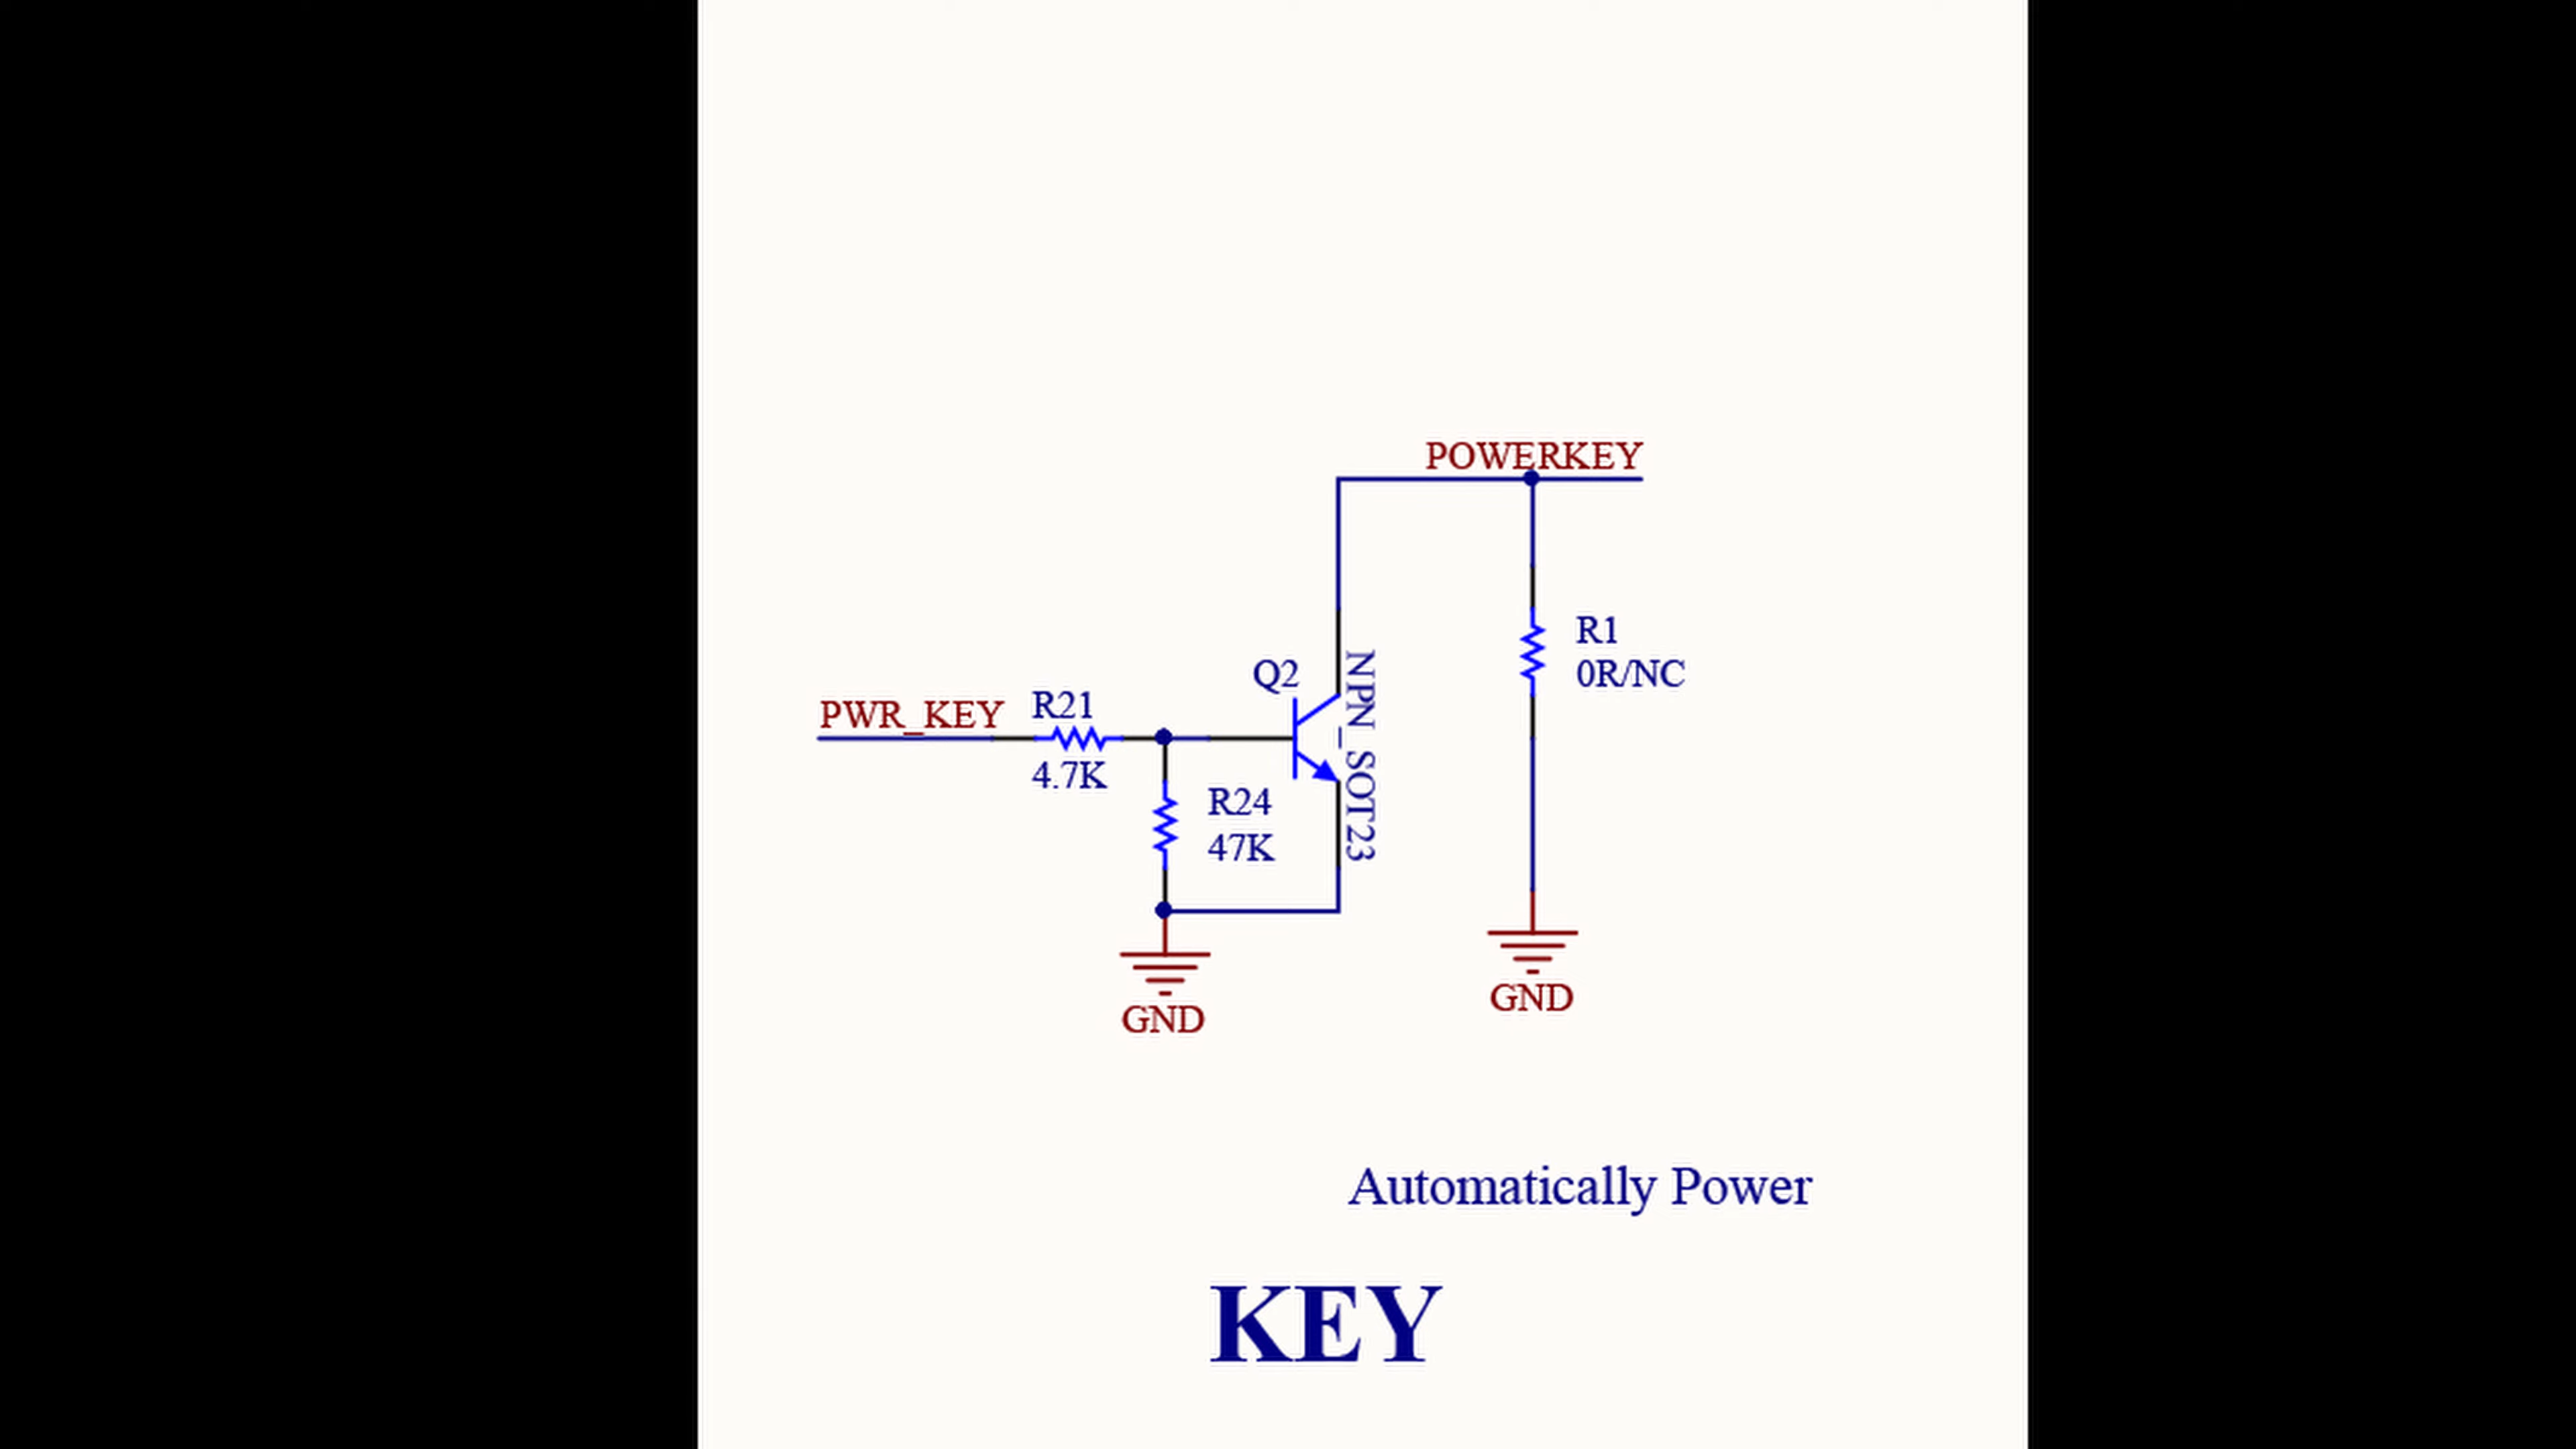 POWERKEY
R1
0R/NC
Q2
NPN_SOT23
PWR_KEY
R21
4.7K
R24
47K
GND
GND
Automatically Power
KEY